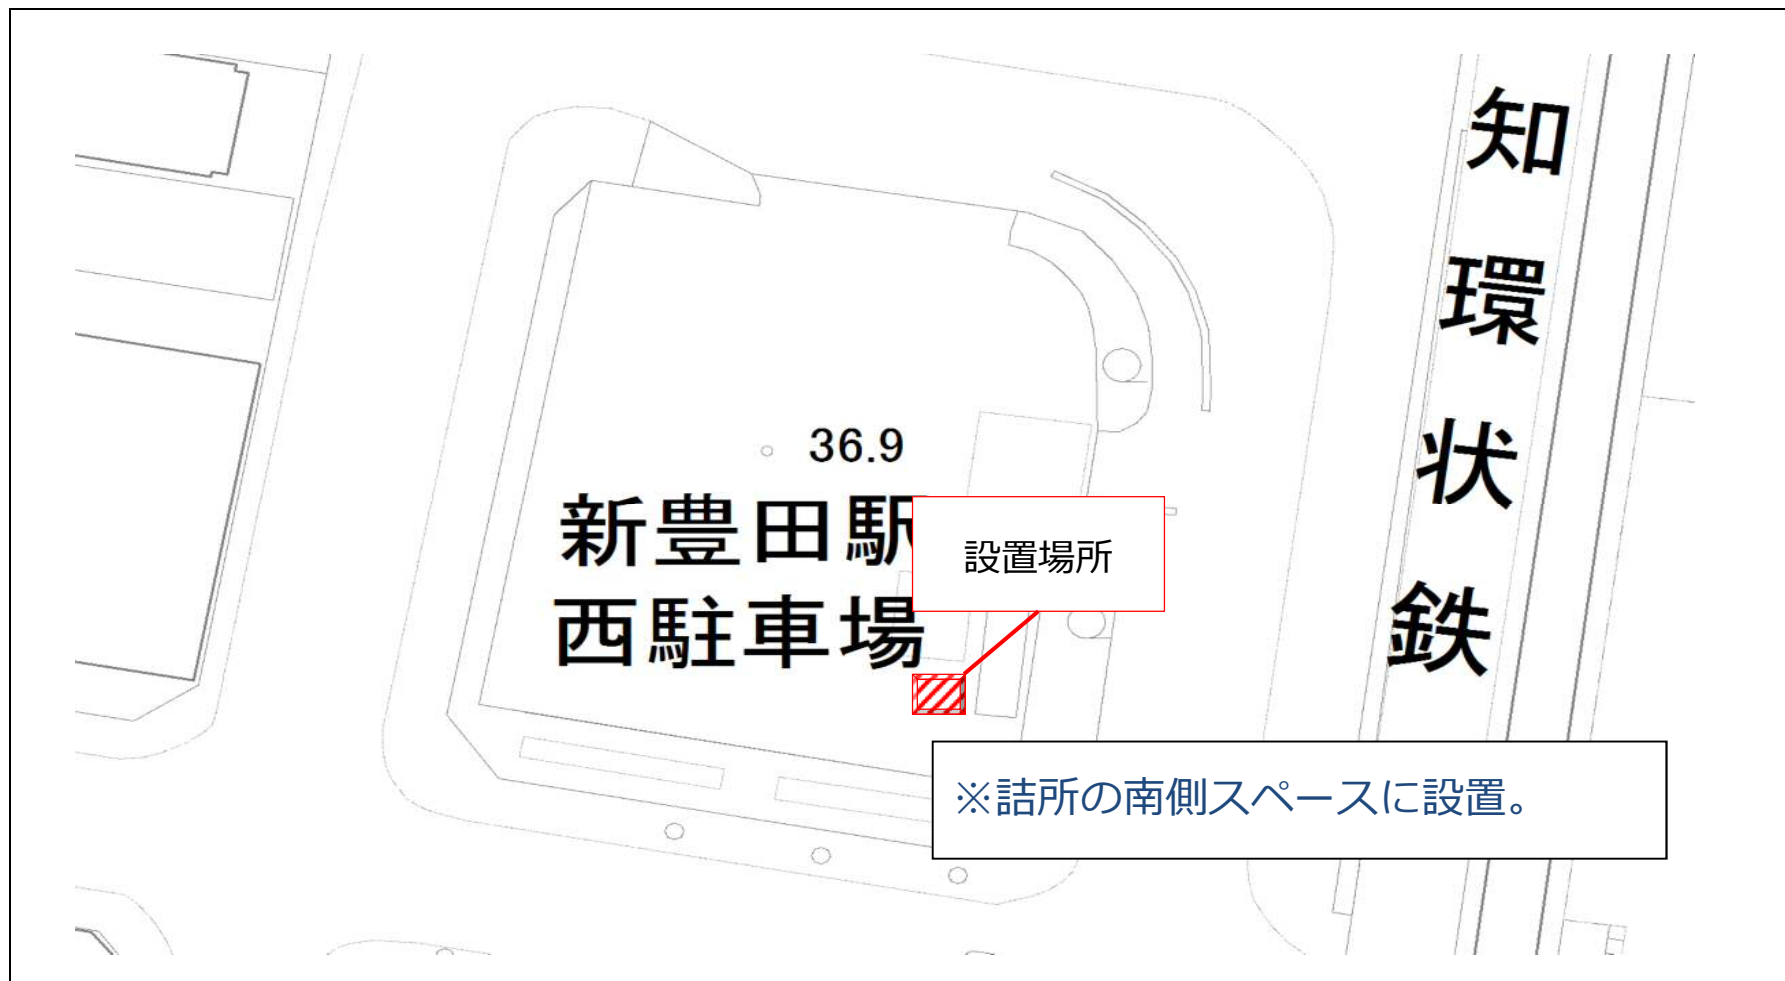 36.9
新豊田駅
西駐車場
設置場所
※詰所の南側スペースに設置。
知環状鉄